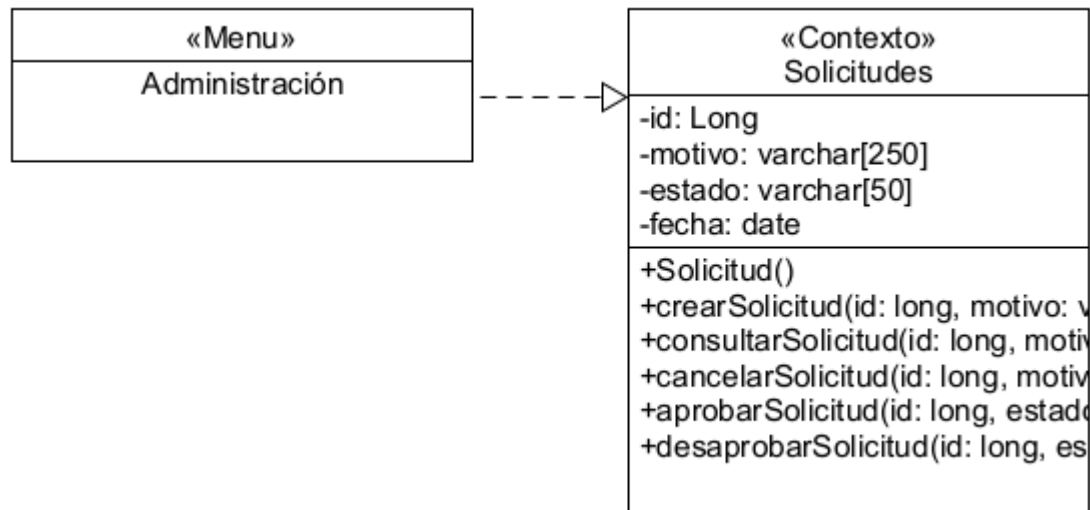 «Menu»
Administración
«Contexto»
Solicitudes
-id: Long
-motivo: varchar[250]
-estado: varchar[50]
-fecha: date
+Solicitud()
+crearSolicitud(id: long, motivo:
+consultarSolicitud(id: long,
+cancelarSolicitud(id: long,
+aprobarSolicitud(id: long,
+desaprobarSolicitud(id: long,